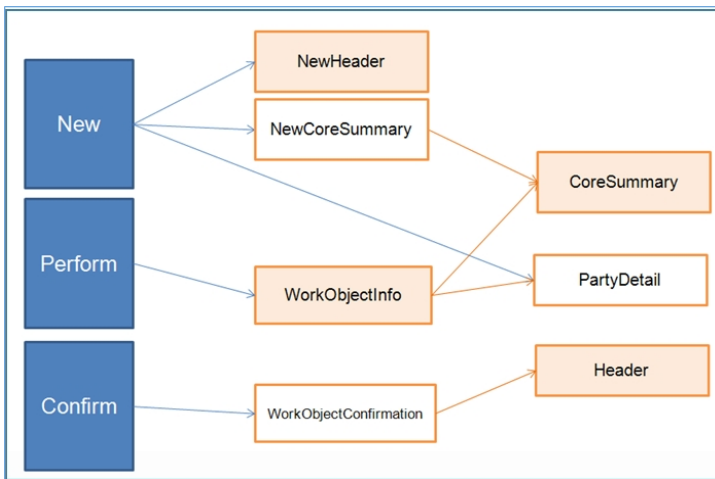 New
NewHeader
NewCoreSummary
CoreSummary
Perform
WorkObjectInfo
PartyDetail
Confirm
WorkObjectConfirmation
Header